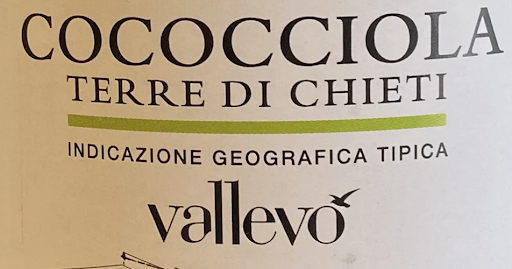 COCOCCIOLA
TERRE DI CHIETI
INDICAZIONE GEOGRAFICA TIPICA
vallevò